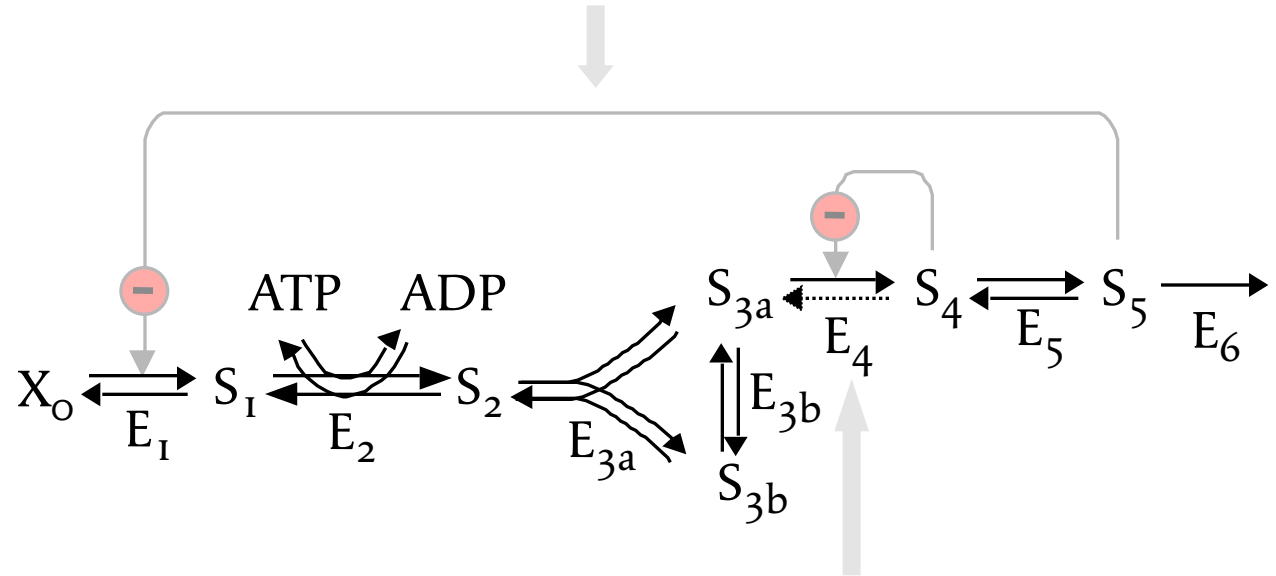 ATP ADP
S3a S4 S5
E4 E5 E6
X0 S1 S2
E1 E2 E3a E3b
S3b